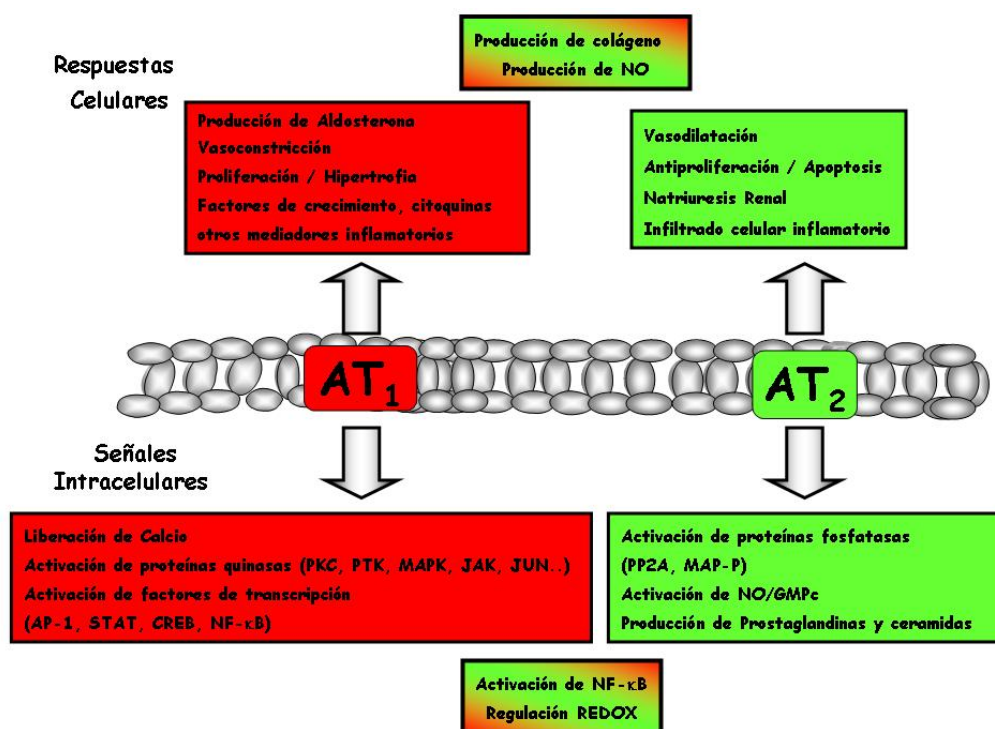 Respuestas
Celulares
Producción de colágeno
Producción de NO
Producción de Aldosterona
Vasoconstricción
Proliferación / Hipertrofia
Factores de crecimiento, citoquinas
otros mediadores inflamatorios
Vasodilatación
Antiproliferación / Apoptosis
Natriuresis Renal
Infiltrado celular inflamatorio
AT1
AT2
Señales
Intracelulares
Liberación de Calcio
Activación de proteínas quinasas (PKC, PTK, MAPK, JAK, JUN..)
Activación de factores de transcripción
(AP-1, STAT, CREB, NF-κB)
Activación de proteínas fosfatasas
(PP2A, MAP-P)
Activación de NO/GMPc
Producción de Prostaglandinas y ceramidas
Activación de NF-κB
Regulación REDOX